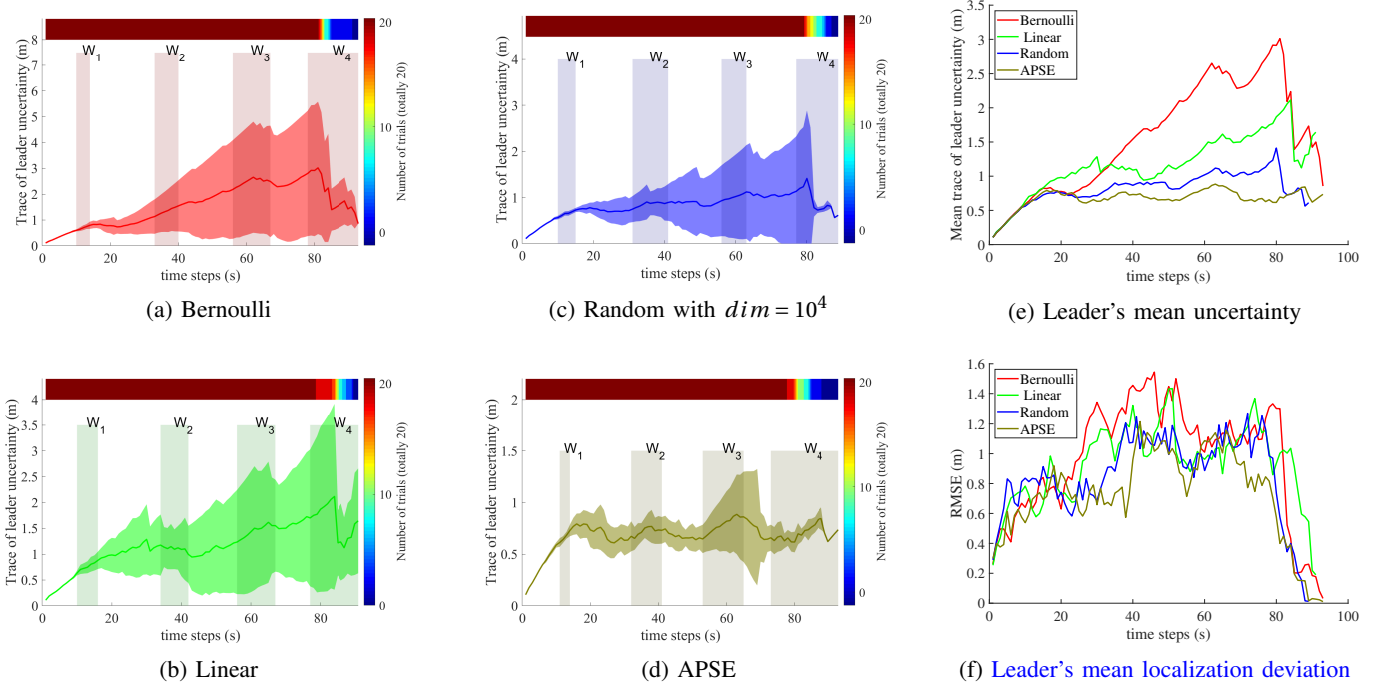 Trace of leader uncertainty (m)
8
7
6
5
4
3
2
1
0
W1
W2
W3
W4
0
20
40
60
80
time steps (s)
20
10
0
Number of trials (totally 20)
(a) Bernoulli
Trace of leader uncertainty (m)
4
3
2
1
0
W1
W2
W3
W4
0
20
40
60
80
time steps (s)
20
10
0
Number of trials (totally 20)
(c) Random with dim = 10^4
Mean trace of leader uncertainty (m)
3.5
3
2.5
2
1.5
1
0.5
0
Bernoulli
Linear
Random
APSE
0
20
40
60
80
100
time steps (s)
(e) Leader's mean uncertainty
Trace of leader uncertainty (m)
4
3.5
3
2.5
2
1.5
1
0.5
0
W1
W2
W3
W4
0
20
40
60
80
time steps (s)
20
10
0
Number of trials (totally 20)
(b) Linear
Trace of leader uncertainty (m)
2
1.5
1
0.5
0
W1
W2
W3
W4
0
20
40
60
80
time steps (s)
20
10
0
Number of trials (totally 20)
(d) APSE
RMSE (m)
1.6
1.4
1.2
1
0.8
0.6
0.4
0.2
0
Bernoulli
Linear
Random
APSE
0
20
40
60
80
100
time steps (s)
(f) Leader's mean localization deviation